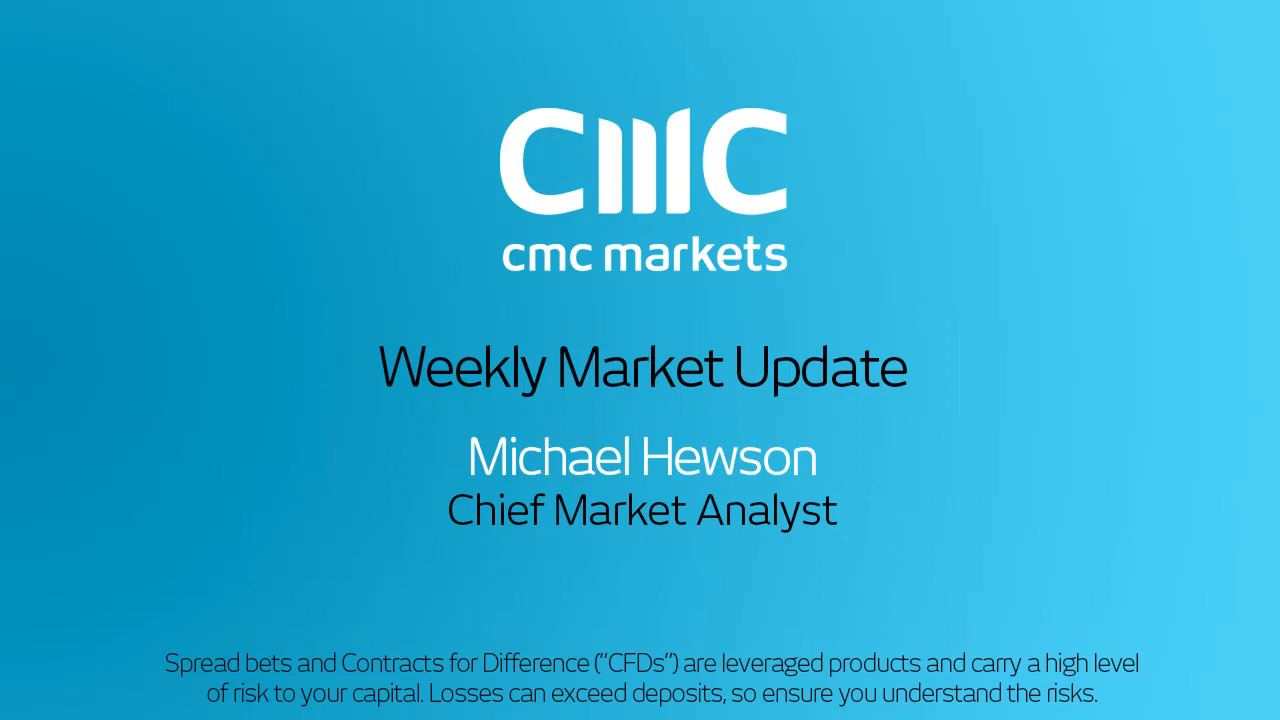 CMC
cmc markets
Weekly Market Update
Michael Hewson
Chief Market Analyst
Spread bets and Contracts for Difference (”CFDs”) are leveraged products and carry a high level
of risk to your capital. Losses can exceed deposits, so ensure you understand the risks.